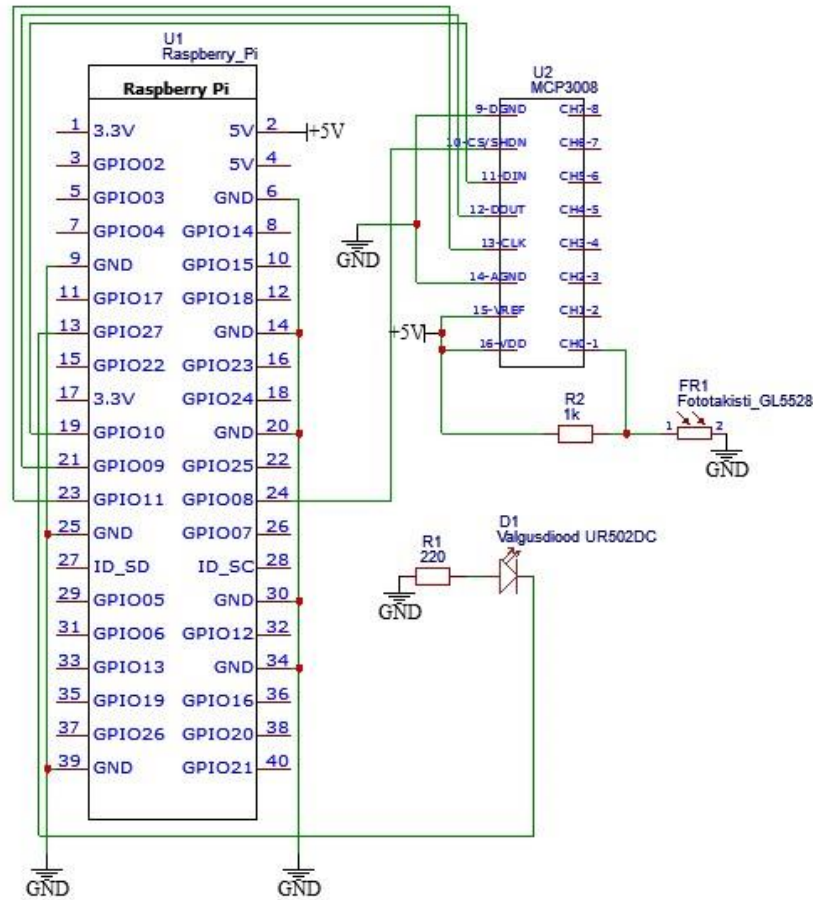 U1
Raspberry_Pi
Raspberry Pi
1 3.3V 5V 2 +5V
3 GPIO02 5V 4
5 GPIO03 GND 6
7 GPIO04 GPIO14 8
9 GND GPIO15 10
11 GPIO17 GPIO18 12
13 GPIO27 GND 14
15 GPIO22 GPIO23 16
17 3.3V GPIO24 18
19 GPIO10 GND 20
21 GPIO09 GPIO25 22
23 GPIO11 GPIO08 24
25 GND GPIO07 26
27 ID_SD ID_SC 28
29 GPIO05 GND 30
31 GPIO06 GPIO12 32
33 GPIO13 GND 34
35 GPIO19 GPIO16 36
37 GPIO26 GPIO20 38
39 GND GPIO21 40
GND
GND
U2
MCP3008
9-DGND CH7-8
10-CS/SHDN CH6-7
11-DIN CH5-6
12-DOUT CH4-5
13-CLK CH3-4
14-AGND CH2-3
15-VREF CH1-2
16-VDD CH0-1
GND
+5V
R2
1k
FR1
Fototakisti_GL5528
1 2
GND
D1
Valgusdiood UR502DC
R1
220
GND